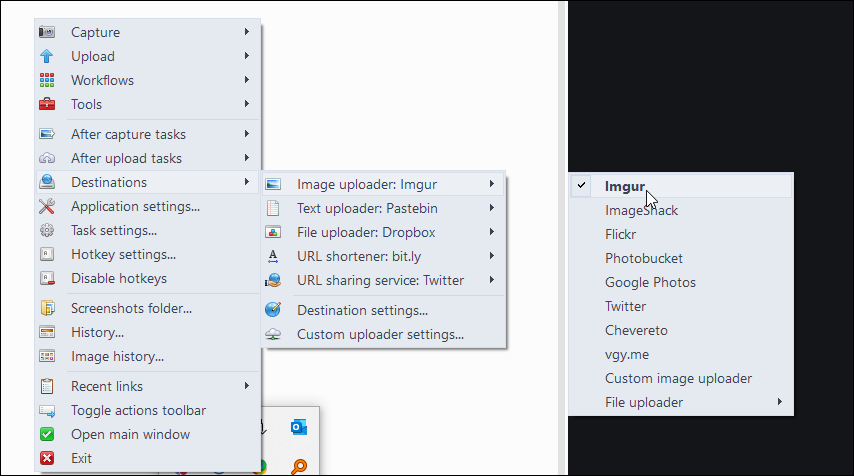 Capture
Upload
Workflows
Tools
After capture tasks
After upload tasks
Destinations
Application settings...
Task settings...
Hotkey settings...
Disable hotkeys
Screenshots folder...
History...
Image history...
Recent links
Toggle actions toolbar
Open main window
Exit
Image uploader: Imgur
Text uploader: Pastebin
File uploader: Dropbox
URL shortener: bit.ly
URL sharing service: Twitter
Destination settings...
Custom uploader settings...
Imgur
ImageShack
Flickr
Photobucket
Google Photos
Twitter
Chevereto
vgy.me
Custom image uploader
File uploader